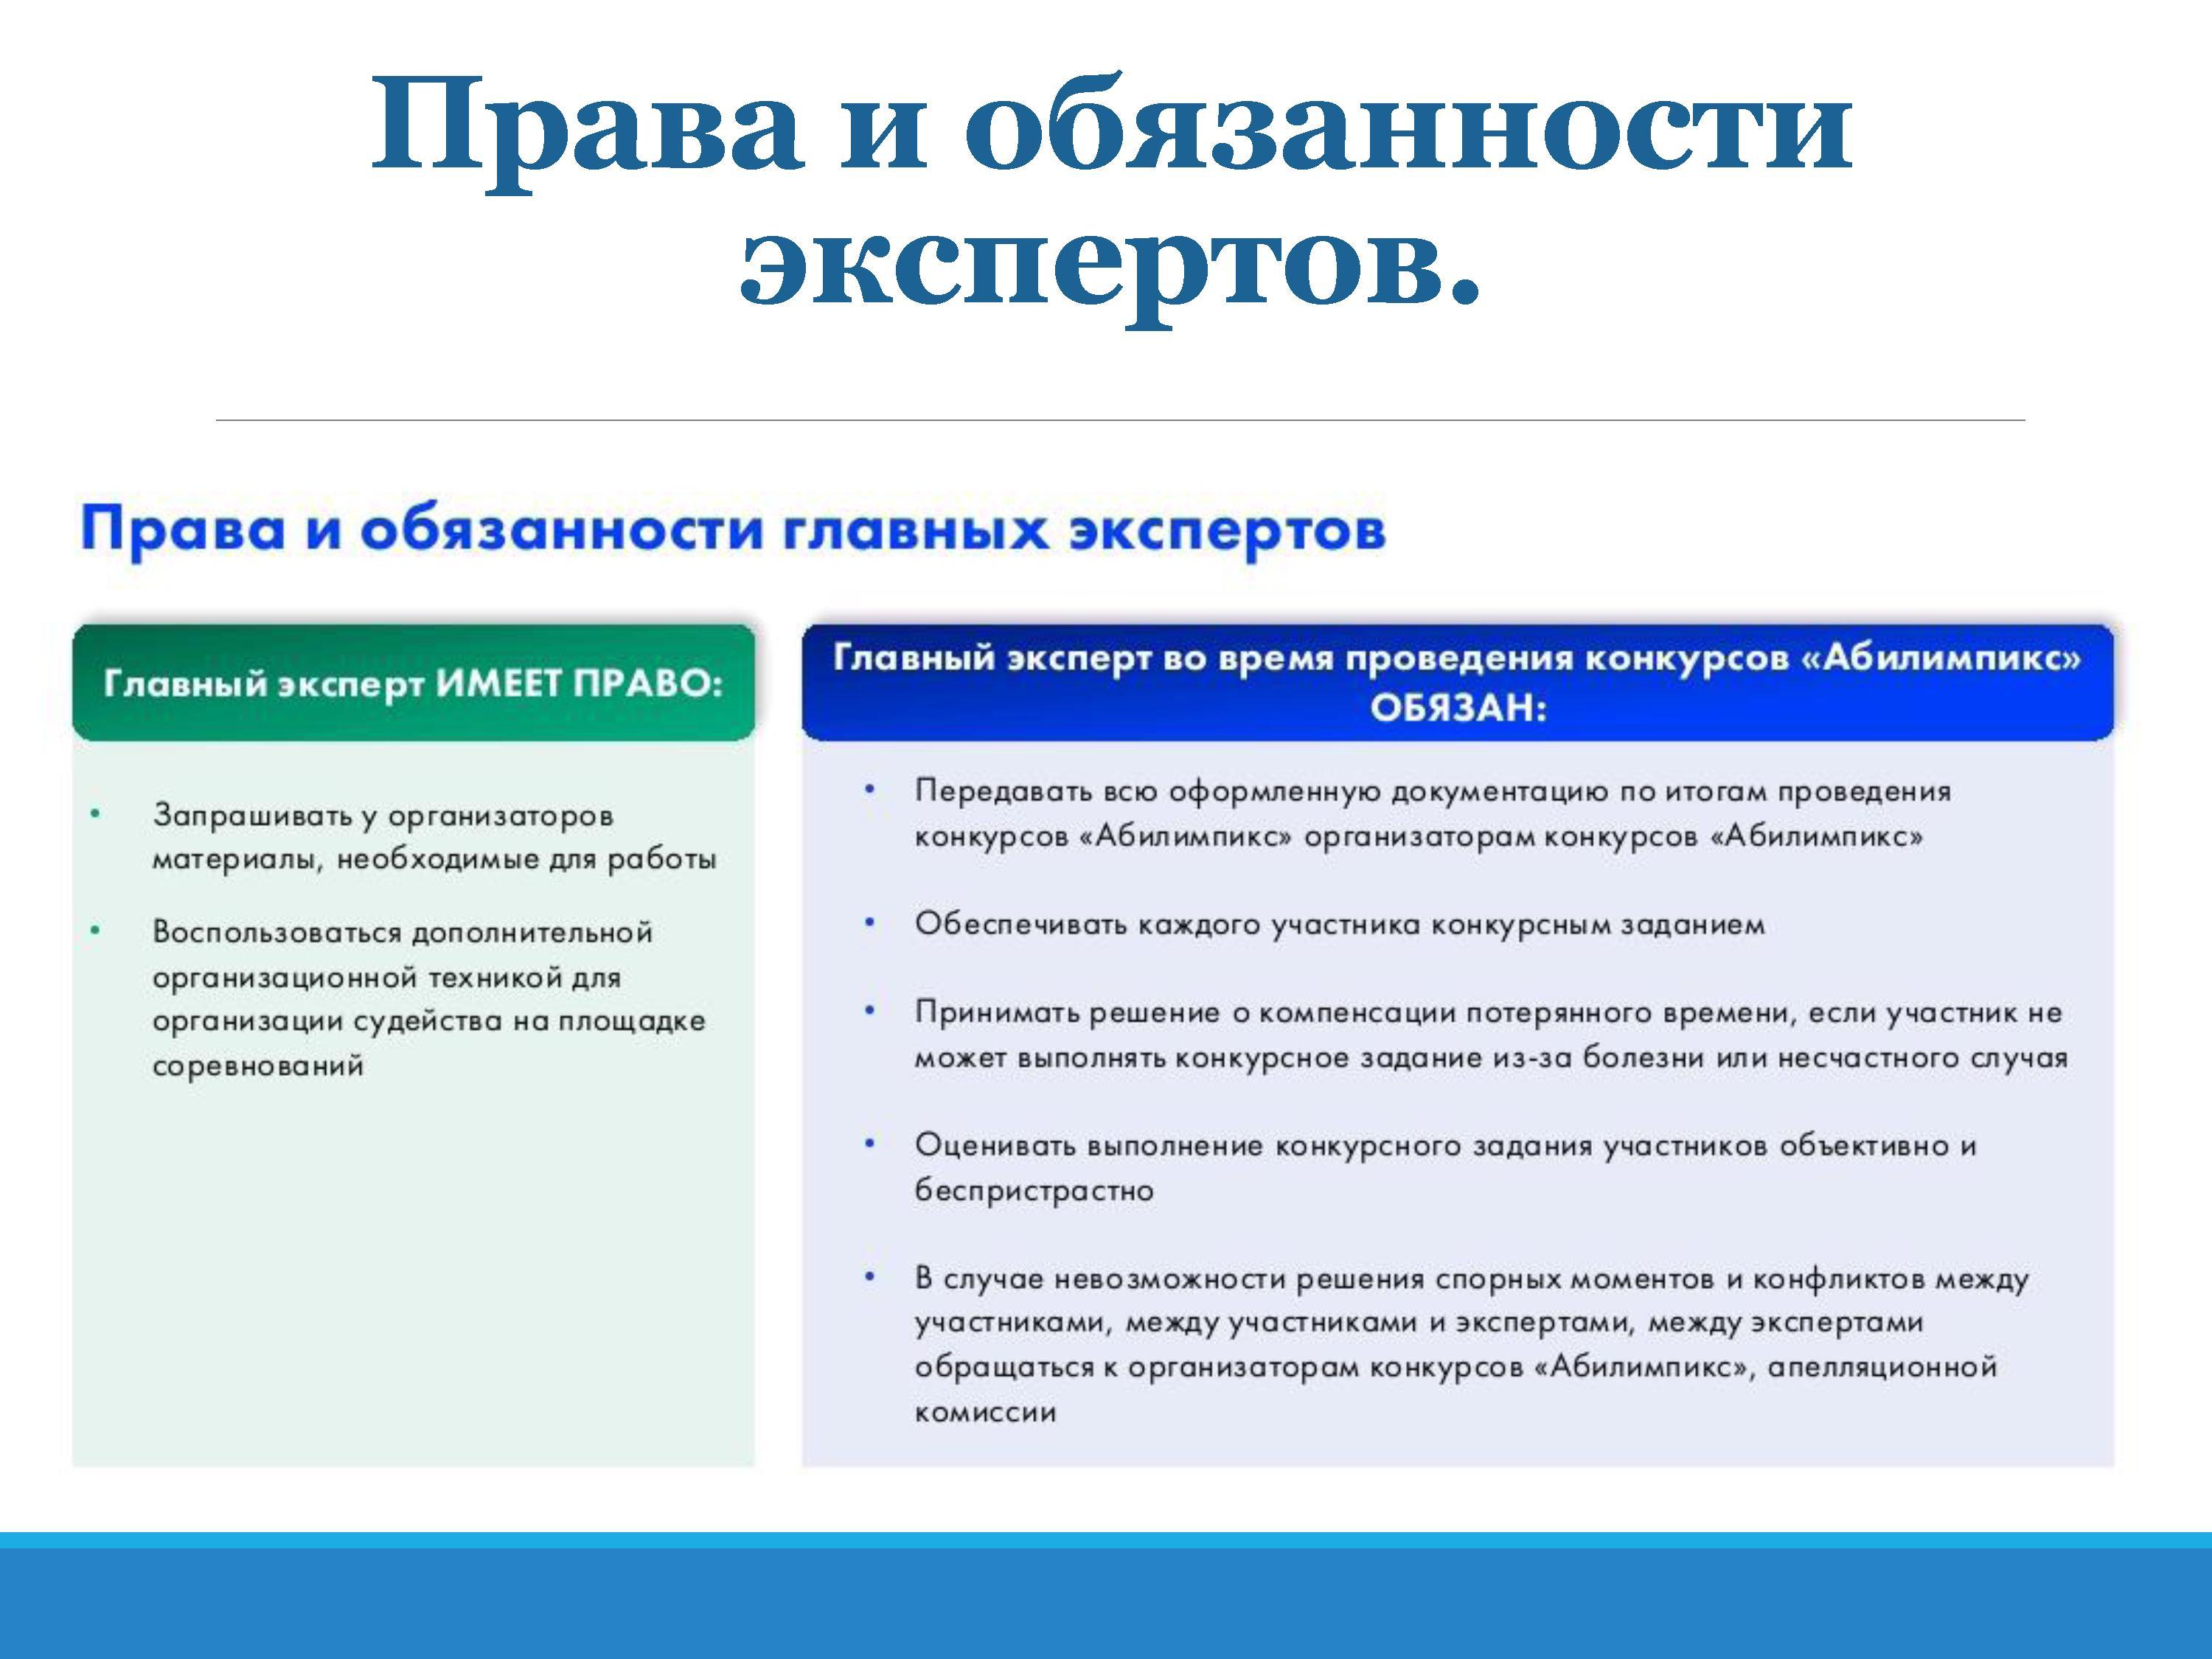 Права и обязанности
экспертов.
Права и обязанности главных экспертов
Главный эксперт ИМЕЕТ ПРАВО:
• Запрашивать у организаторов
материалы, необходимые для работы
• Воспользоваться дополнительной
организационной техникой для
организации судейства на площадке
соревнований
Главный эксперт во время проведения конкурсов «Абилимпикс»
ОБЯЗАН:
• Передавать всю оформленную документацию по итогам проведения
конкурсов «Абилимпикс» организаторам конкурсов «Абилимпикс»
• Обеспечивать каждого участника конкурсным заданием
• Принимать решение о компенсации потерянного времени, если участник не
может выполнять конкурсное задание из-за болезни или несчастного случая
• Оценивать выполнение конкурсного задания участников объективно и
беспристрастно
• В случае невозможности решения спорных моментов и конфликтов между
участниками, между участниками и экспертами, между экспертами
обращаться к организаторам конкурсов «Абилимпикс», апелляционной
комиссии